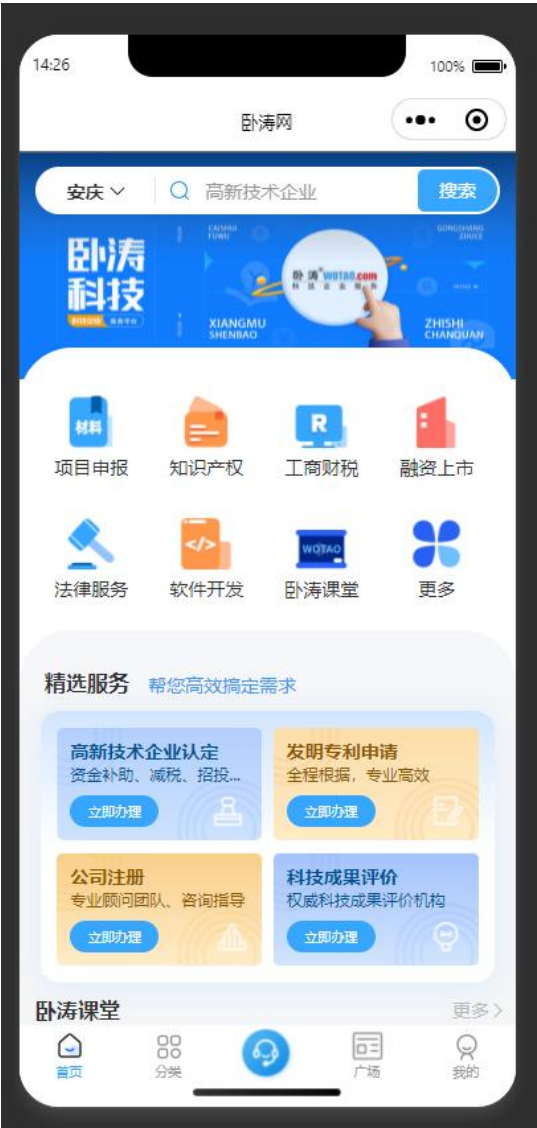 14:26
100%
卧涛网
安庆
高新技术企业
搜索
卧涛
科技
CAISHUI
FUWU
GONGSHANG
ZHUCE
卧涛 WOTAO.com
XIANGMU
SHENBAO
ZHISHI
CHANQUAN
材料
R
项目申报
知识产权
工商财税
融资上市
</>
WOTAO
法律服务
软件开发
卧涛课堂
更多
精选服务
帮您高效搞定需求
高新技术企业认定
资金补助、减税、招投...
立即办理
发明专利申请
全程根据，专业高效
立即办理
公司注册
专业顾问团队、咨询指导
立即办理
科技成果评价
权威科技成果评价机构
立即办理
卧涛课堂
更多
首页
分类
广场
我的